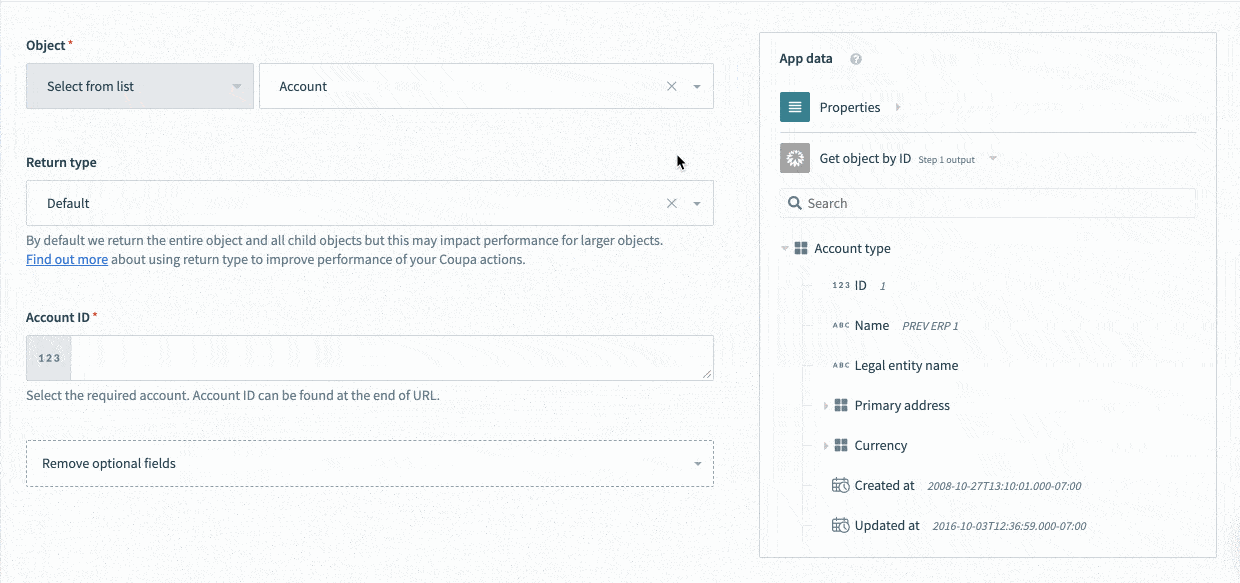 Object *
Select from list
Account
Return type
Default
By default we return the entire object and all child objects but this may impact performance for larger objects.
Find out more about using return type to improve performance of your Coupa actions.
Account ID *
123
Select the required account. Account ID can be found at the end of URL.
Remove optional fields
App data ?
Properties
Get object by ID Step 1 output
Search
Account type
123 ID 1
ABC Name PREV ERP 1
ABC Legal entity name
Primary address
Currency
Created at 2008-10-27T13:10:01.000-07:00
Updated at 2016-10-03T12:36:59.000-07:00